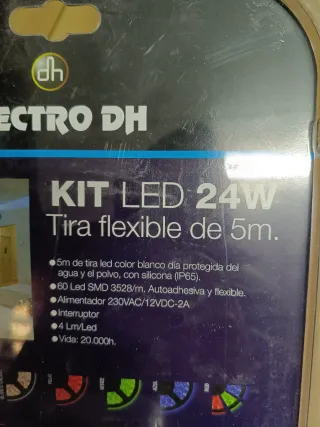 dh
ECTRO DH
KIT LED 24W
Tira flexible de 5m.
●5m de tira led color blanco día protegida del
agua y el polvo, con silicona (IP65).
●60 Led SMD 3528/m. Autoadhesiva y flexible.
●Alimentador 230VAC/12VDC-2A
●Interruptor
●4 Lm/Led
●Vida: 20.000h.
AZUL
RGB